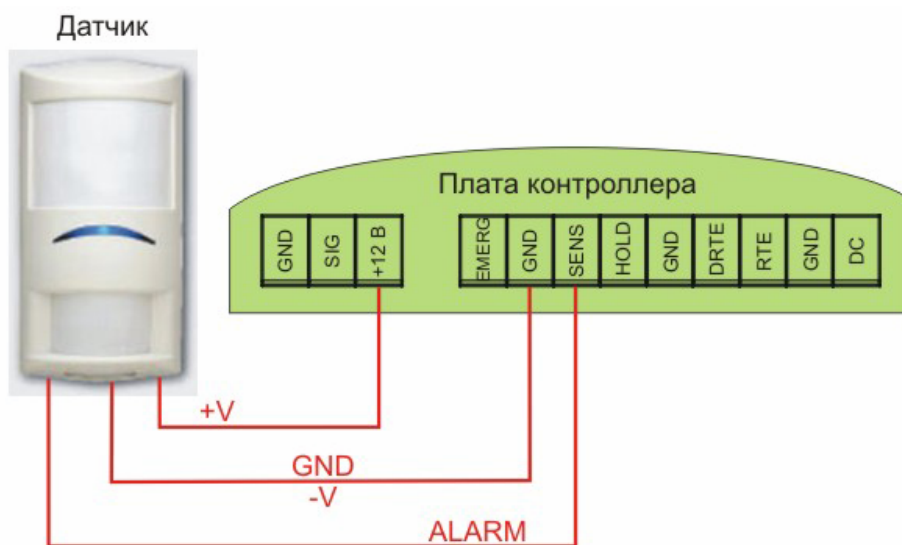 Датчик
Плата контроллера
GND SIG +12 В EMERG GND SENS HOLD GND DRTE RTE GND DC
+V
GND
-V
ALARM